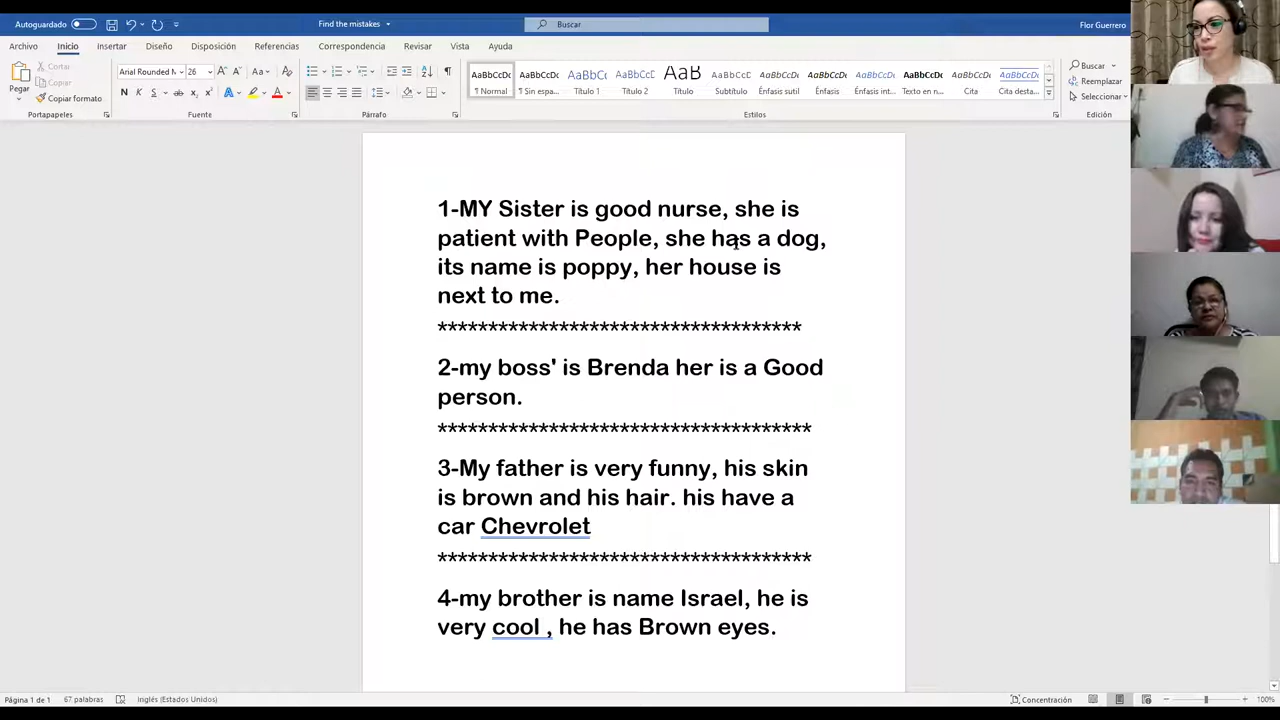 Autoguardado
Find the mistakes
Buscar
Flor Guerrero
Archivo Inicio Insertar Diseño Disposición Referencias Correspondencia Revisar Vista Ayuda
Pegar
Cortar
Copiar
Copiar formato
Portapapeles
Arial Rounded M 26
N K S ab x₂ x²
Fuente
Párrafo
AaBbCcDc AaBbCcDc AaBbCc AaBbCcD AaB AaBbCcD AaBbCcDc AaBbCcDc AaBbCcDc AaBbCcDc AaBbCcDc AaBbCcDc
¶ Normal ¶ Sin espa... Título 1 Título 2 Título Subtítulo Énfasis sutil Énfasis Énfasis int... Texto en n... Cita Cita desta...
Estilos
Buscar
Reemplazar
Seleccionar
Edición
1-MY Sister is good nurse, she is
patient with People, she has a dog,
its name is poppy, her house is
next to me.
************************************
2-my boss' is Brenda her is a Good
person.
*************************************
3-My father is very funny, his skin
is brown and his hair. his have a
car Chevrolet
*************************************
4-my brother is name Israel, he is
very cool , he has Brown eyes.
Página 1 de 1 67 palabras Inglés (Estados Unidos)
Concentración
100%